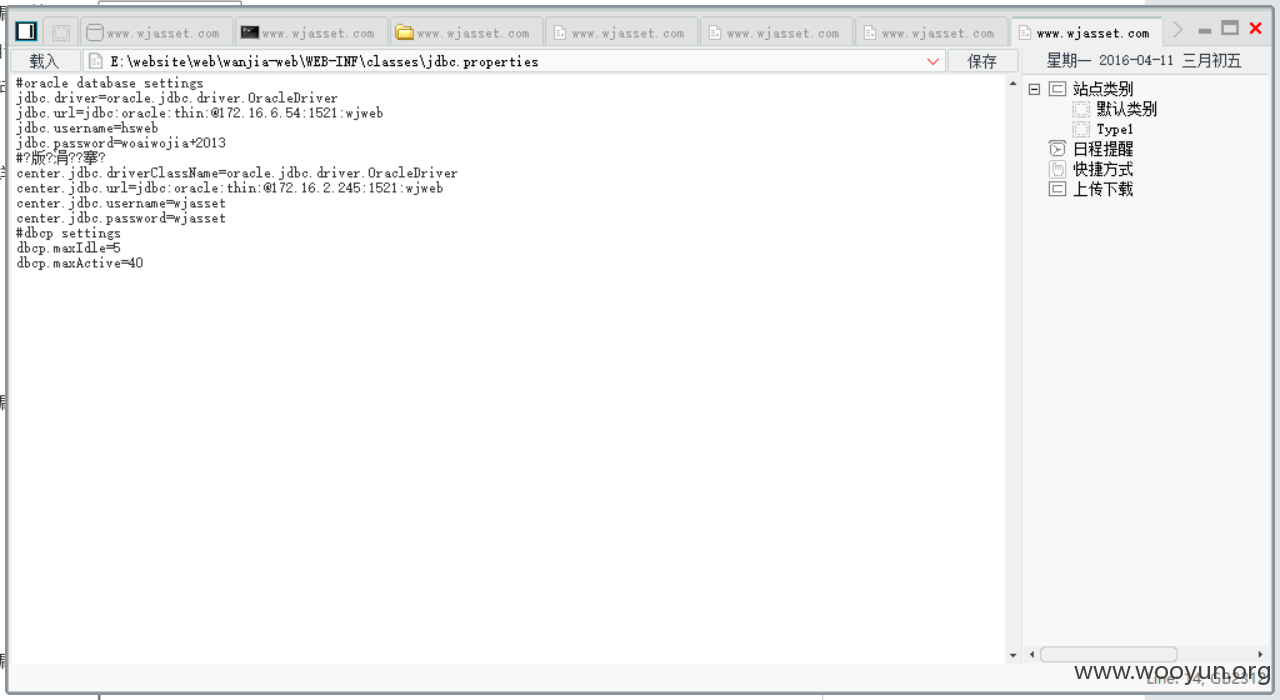 www.wjasset.com
www.wjasset.com
www.wjasset.com
www.wjasset.com
www.wjasset.com
www.wjasset.com
www.wjasset.com
载入
E:\website\web\wanjia-web\WEB-INF\classes\jdbc.properties
保存
星期一 2016-04-11 三月初五
#oracle database settings
jdbc.driver=oracle.jdbc.driver.OracleDriver
jdbc.url=jdbc:oracle:thin:@172.16.6.54:1521:wjweb
jdbc.username=hsweb
jdbc.password=woaiwojia+2013
#?版?涓??搴?
center.jdbc.driverClassName=oracle.jdbc.driver.OracleDriver
center.jdbc.url=jdbc:oracle:thin:@172.16.2.245:1521:wjweb
center.jdbc.username=wjasset
center.jdbc.password=wjasset
#dbcp settings
dbcp.maxIdle=5
dbcp.maxActive=40
站点类别
默认类别
Type1
日程提醒
快捷方式
上传下载
www.wooyun.org
Line: 14, GB2312